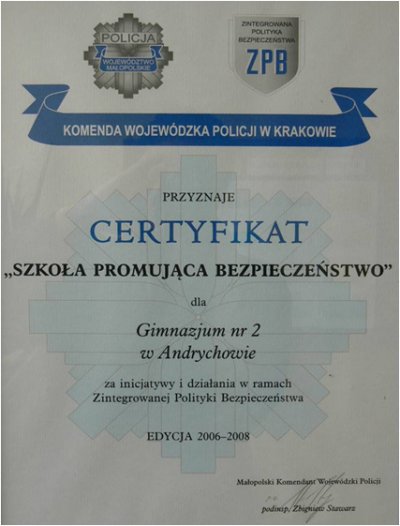 POLICJA
WOJEWÓDZTWO
MAŁOPOLSKIE
ZINTEGROWANA
POLITYKA
BEZPIECZEŃSTWA
ZPB
KOMENDA WOJEWÓDZKA POLICJI W KRAKOWIE
PRZYZNAJE
CERTYFIKAT
„SZKOŁA PROMUJĄCA BEZPIECZEŃSTWO”
dla
Gimnazjum nr 2
w Andrychowie
za inicjatywy i działania w ramach
Zintegrowanej Polityki Bezpieczeństwa
EDYCJA 2006–2008
Małopolski Komendant Wojewódzki Policji
podinsp. Zbigniew Stawarz